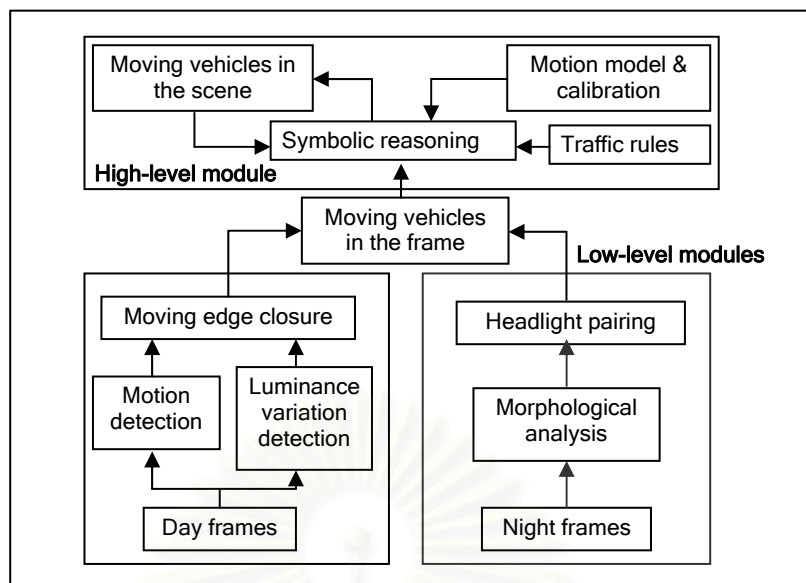 Moving vehicles in
the scene
Motion model &
calibration
Symbolic reasoning
Traffic rules
High-level module
Moving vehicles
in the frame
Low-level modules
Moving edge closure
Headlight pairing
Motion
detection
Luminance
variation
detection
Morphological
analysis
Day frames
Night frames